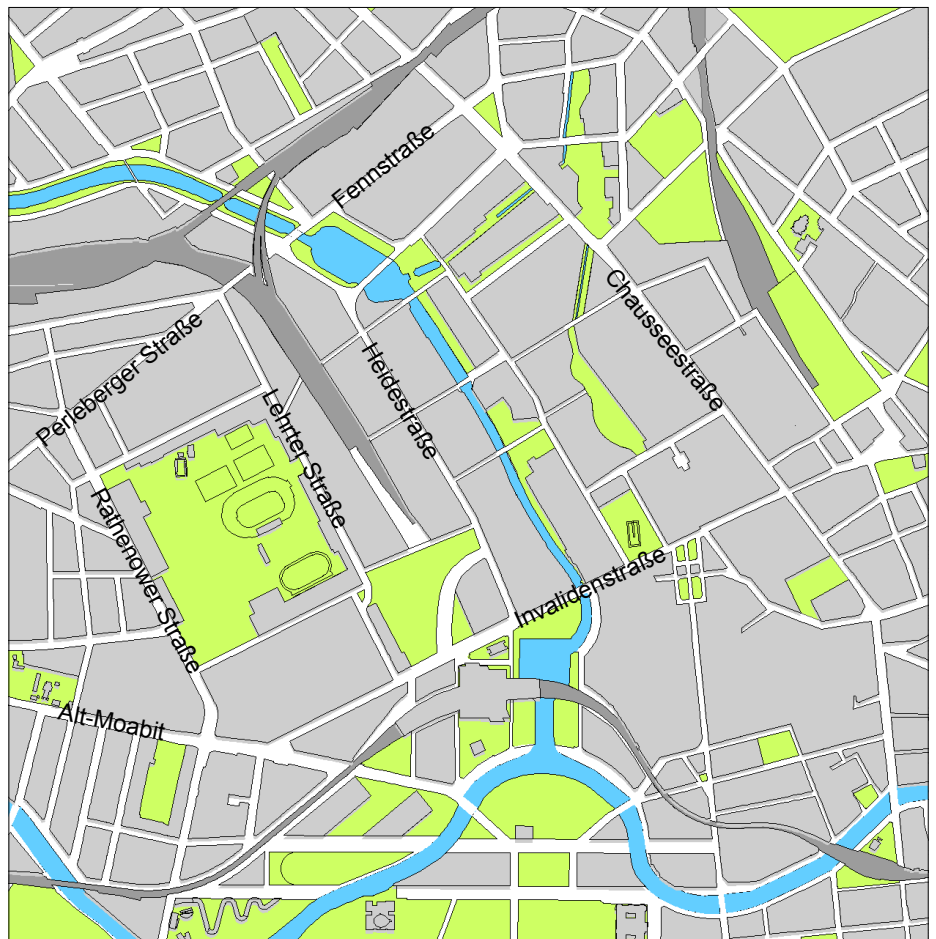 Fennstraße
Chausseestraße
Perleberger Straße
Heidestraße
Lehrter Straße
Rathenower Straße
Invalidenstraße
Alt-Moabit